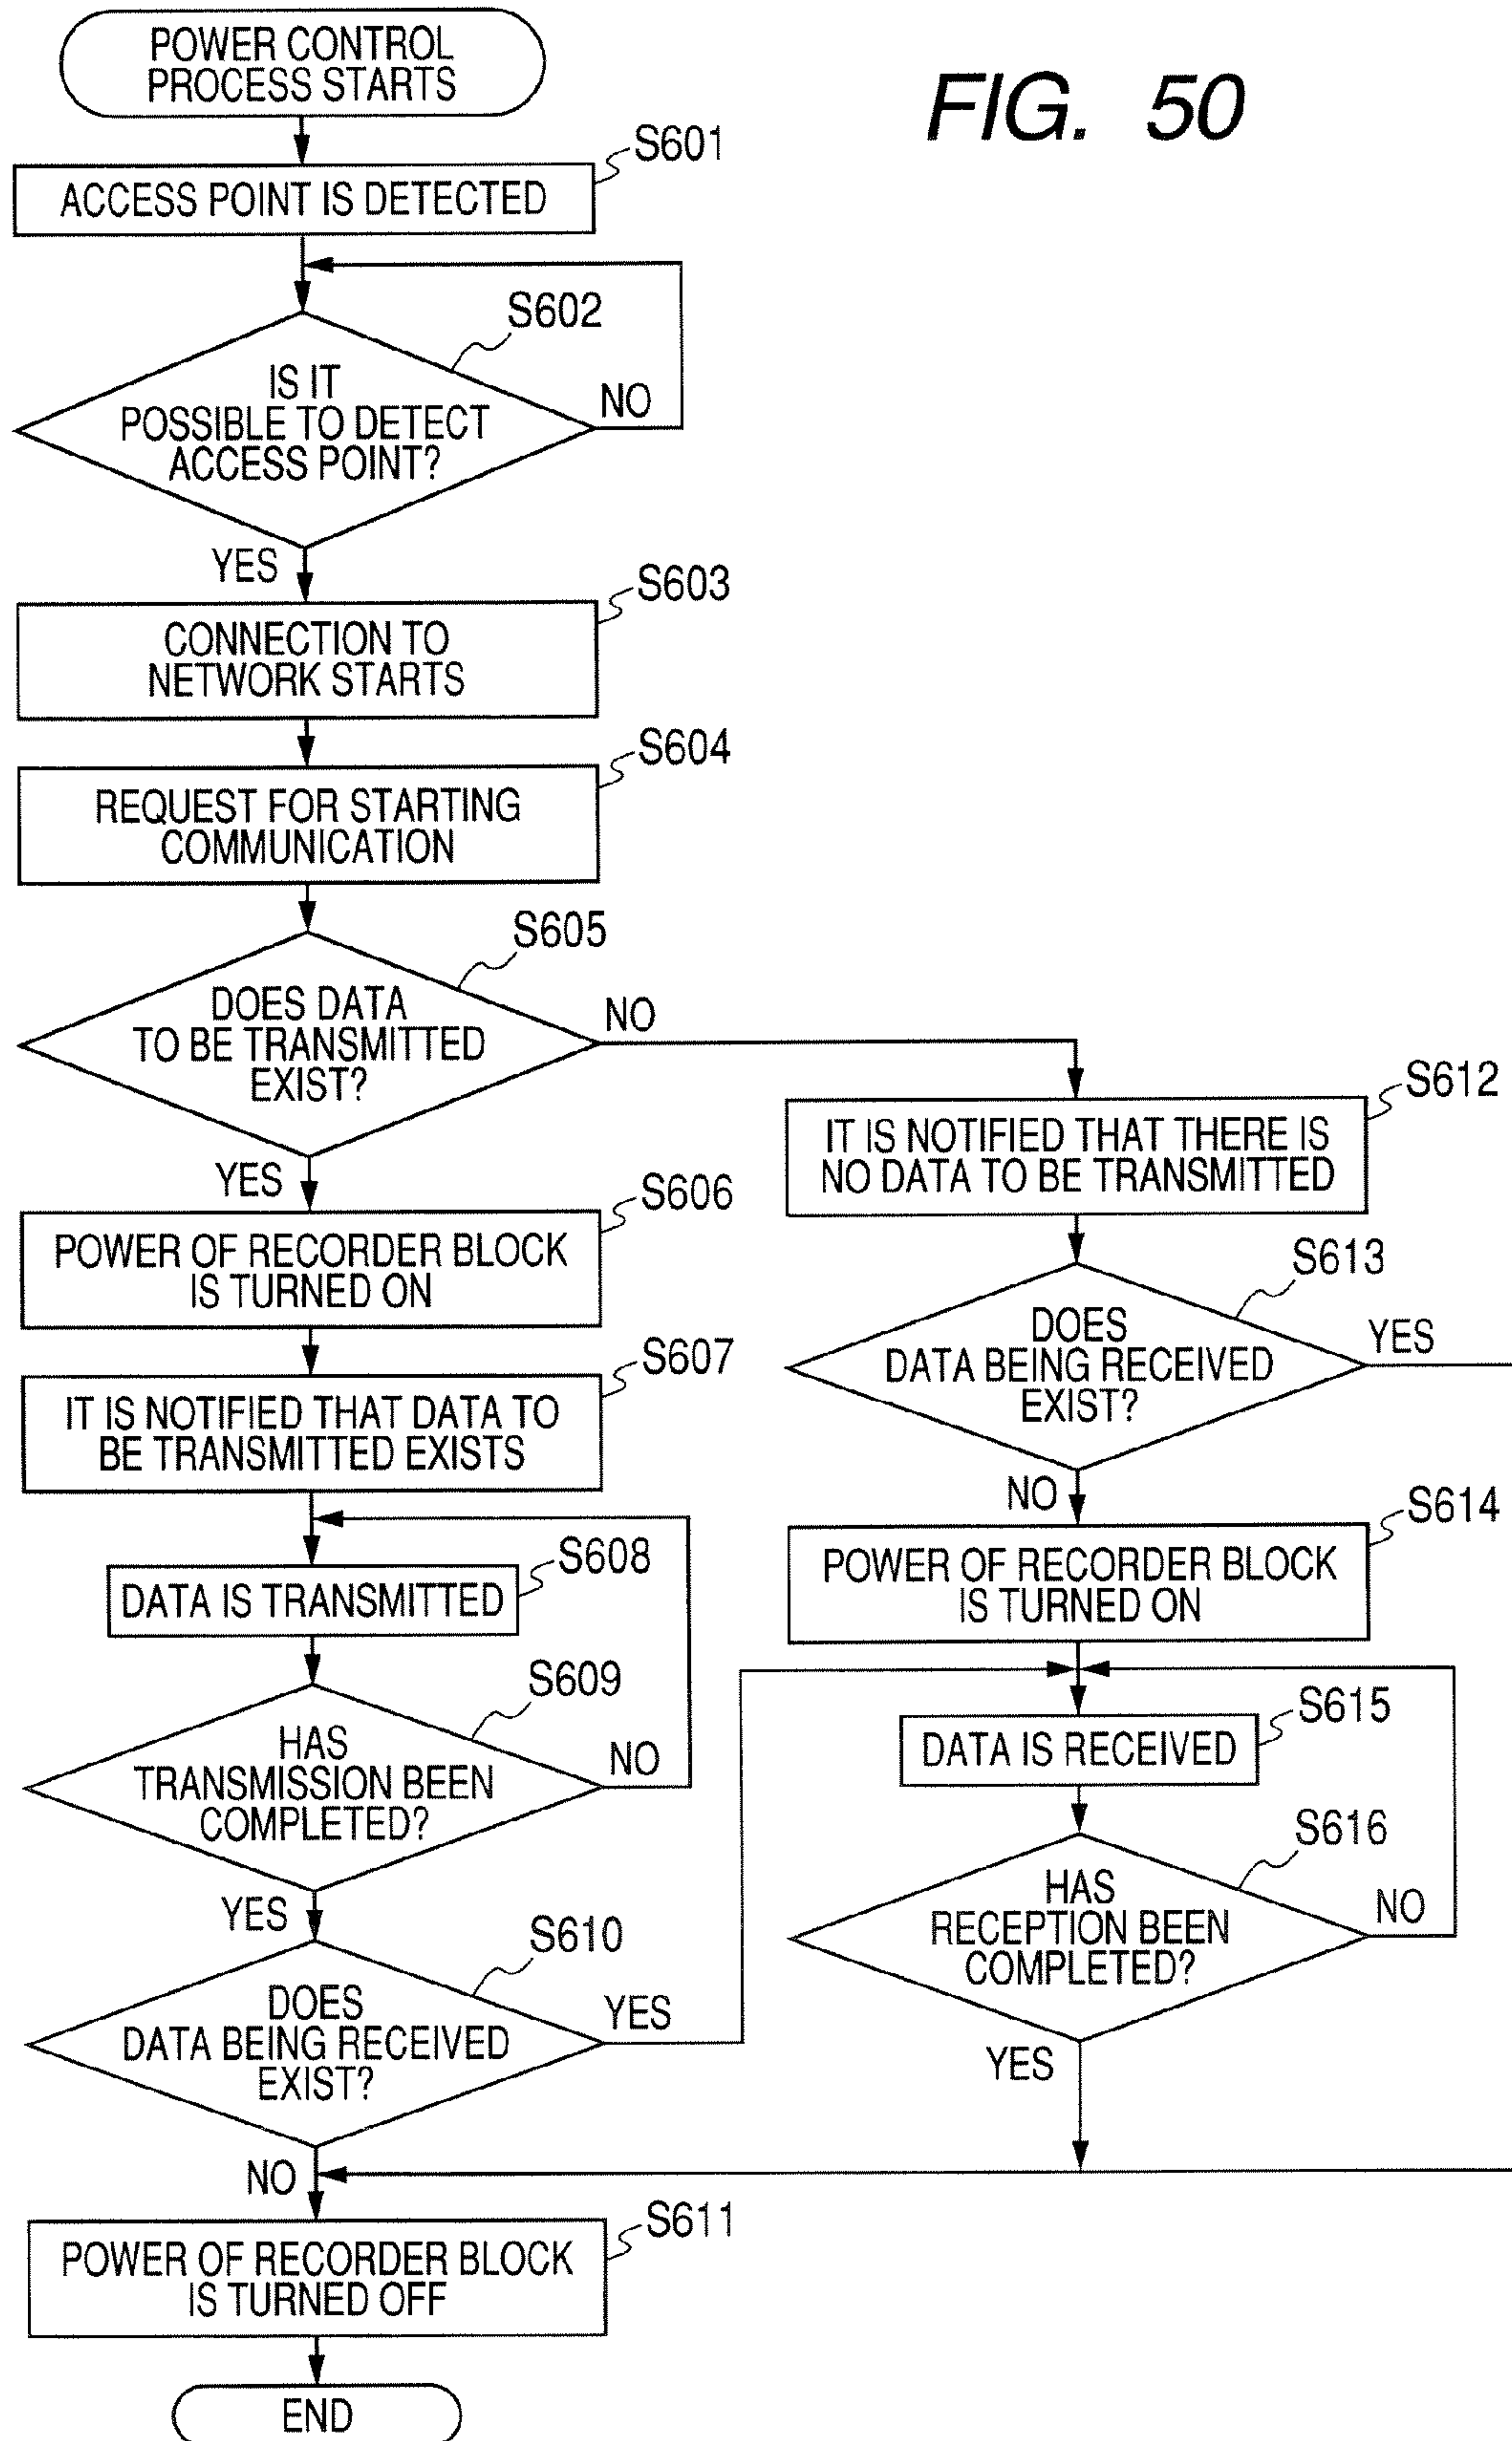 FIG. 50
POWER CONTROL
PROCESS STARTS
S601
ACCESS POINT IS DETECTED
S602
IS IT
POSSIBLE TO DETECT
ACCESS POINT?
NO
YES
S603
CONNECTION TO
NETWORK STARTS
S604
REQUEST FOR STARTING
COMMUNICATION
S605
DOES DATA
TO BE TRANSMITTED
EXIST?
NO
YES
S606
POWER OF RECORDER BLOCK
IS TURNED ON
S607
IT IS NOTIFIED THAT DATA TO
BE TRANSMITTED EXISTS
S608
DATA IS TRANSMITTED
S609
HAS
TRANSMISSION BEEN
COMPLETED?
NO
YES
S610
DOES
DATA BEING RECEIVED
EXIST?
YES
NO
S611
POWER OF RECORDER BLOCK
IS TURNED OFF
END
S612
IT IS NOTIFIED THAT THERE IS
NO DATA TO BE TRANSMITTED
S613
DOES
DATA BEING RECEIVED
EXIST?
YES
NO
S614
POWER OF RECORDER BLOCK
IS TURNED ON
S615
DATA IS RECEIVED
S616
HAS
RECEPTION BEEN
COMPLETED?
NO
YES